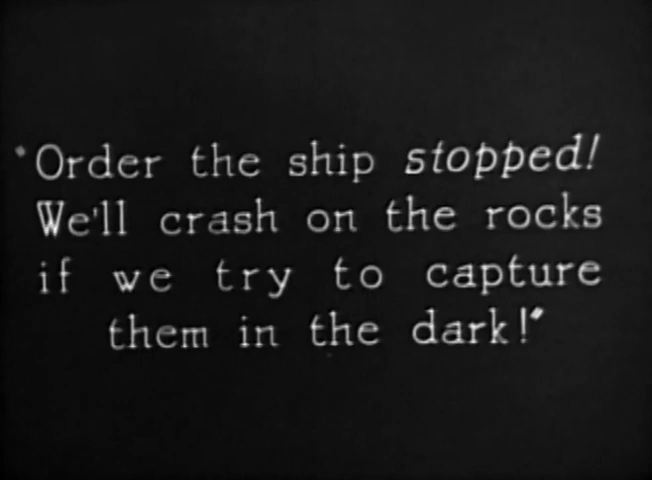 "Order the ship stopped!
We'll crash on the rocks
if we try to capture
them in the dark!"